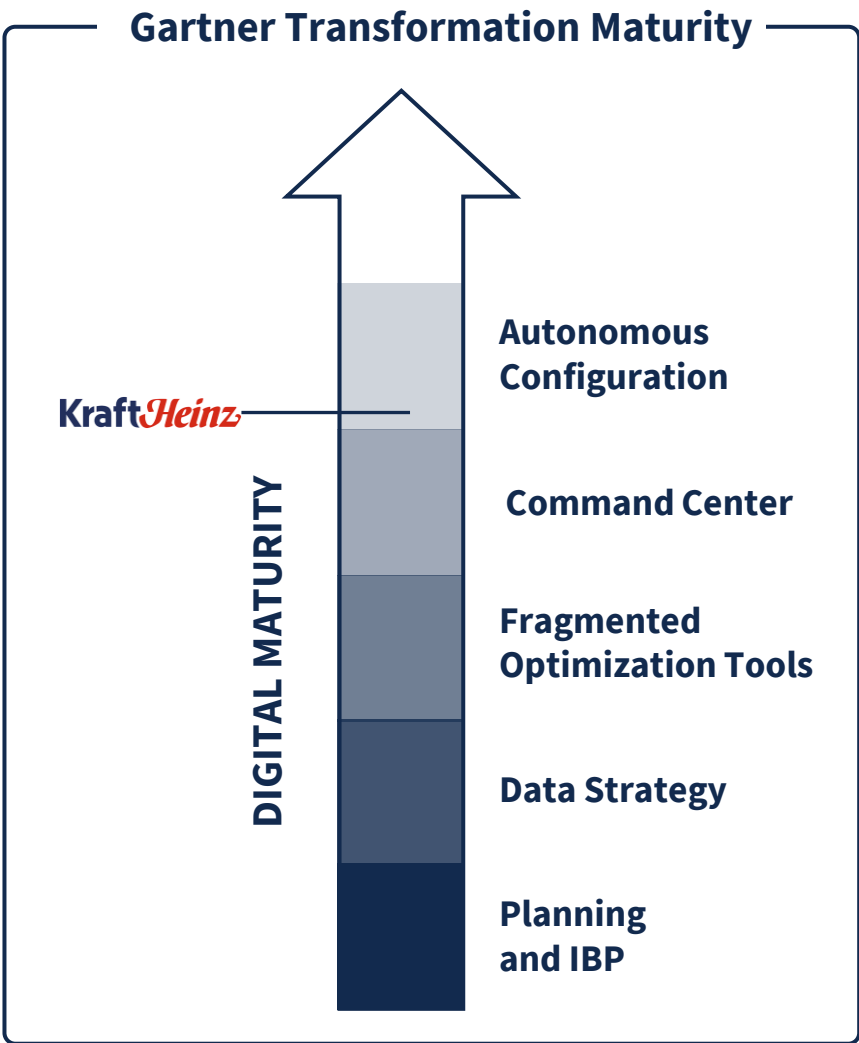 Gartner Transformation Maturity
Autonomous
Configuration
KraftHeinz
Command Center
DIGITAL MATURITY
Fragmented
Optimization Tools
Data Strategy
Planning
and IBP